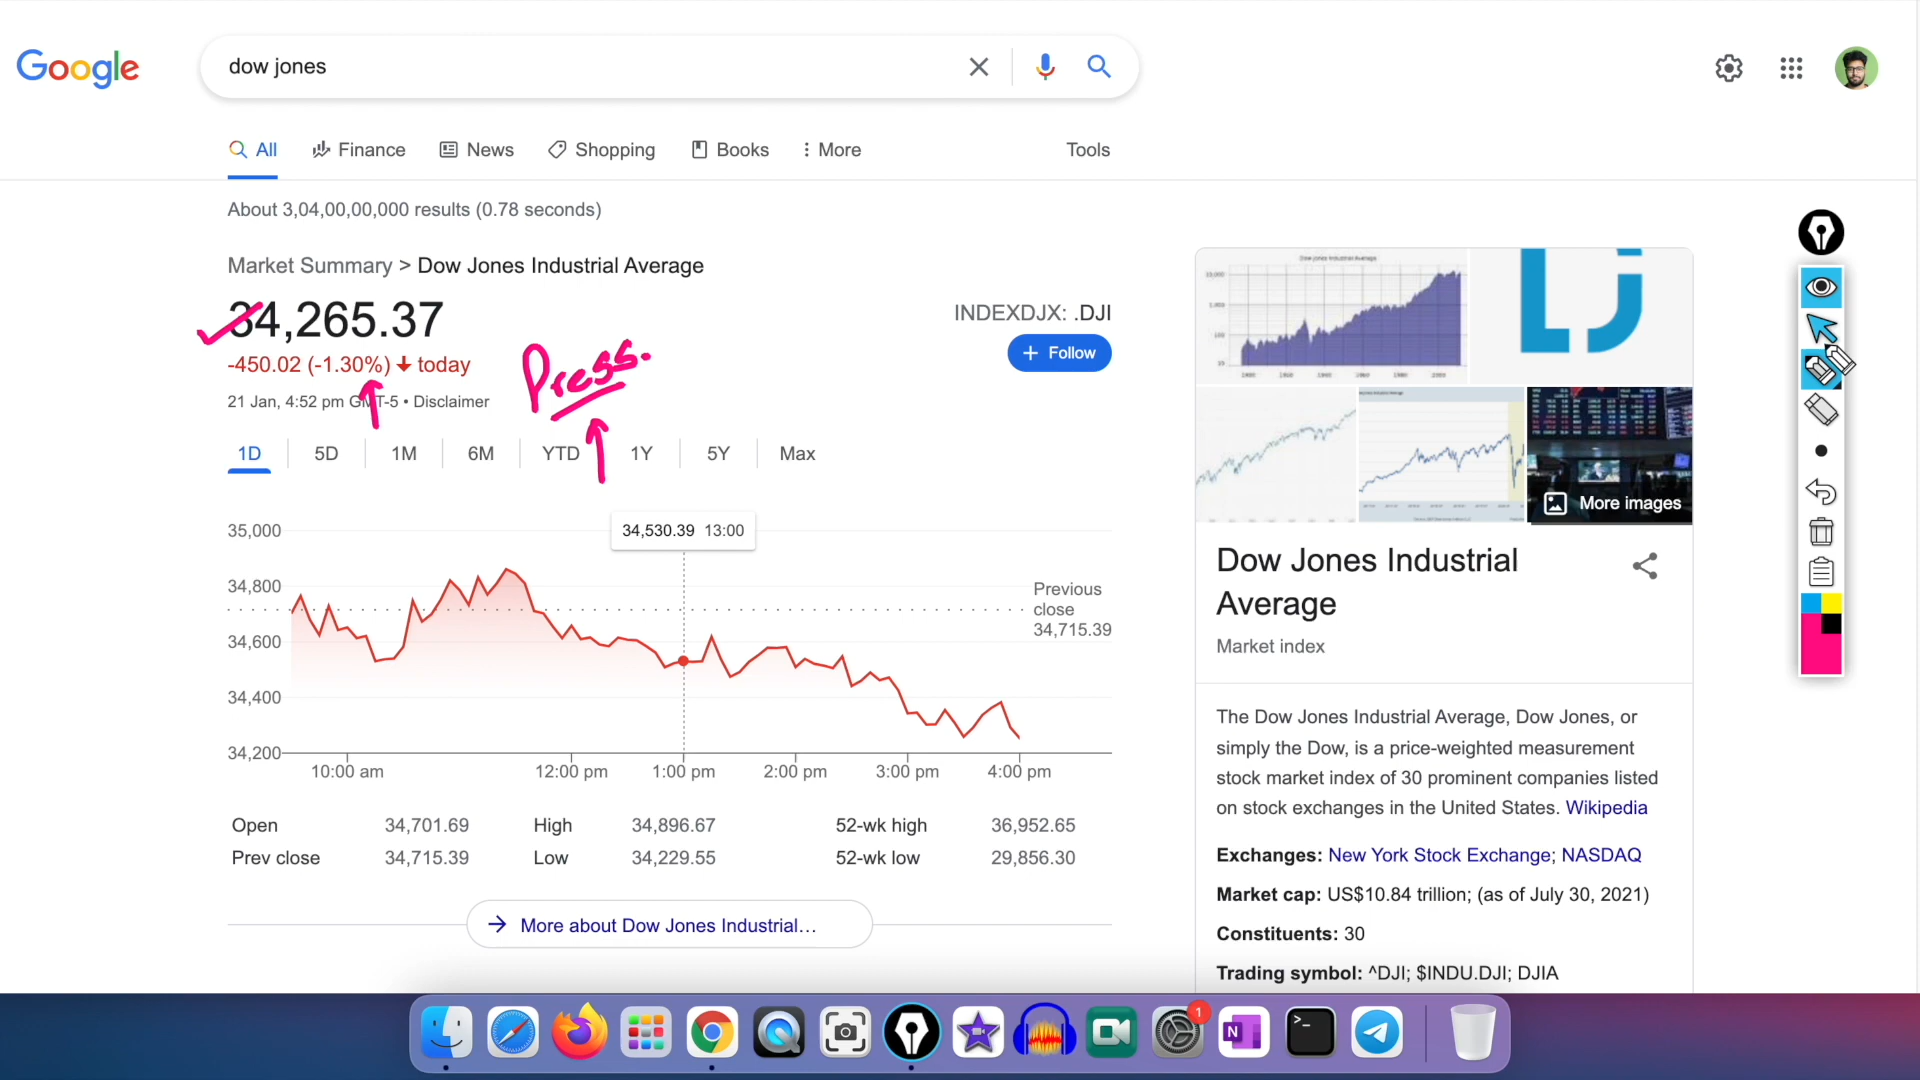 Google
dow jones
All
Finance
News
Shopping
Books
More
Tools
About 3,04,00,00,000 results (0.78 seconds)
Market Summary > Dow Jones Industrial Average
34,265.37
-450.02 (-1.30%) ↓ today
21 Jan, 4:52 pm GMT-5 • Disclaimer
Press.
INDEXDJX: .DJI
+ Follow
1D
5D
1M
6M
YTD
1Y
5Y
Max
34,530.39 13:00
35,000
34,800
34,600
34,400
34,200
Previous
close
34,715.39
10:00 am
12:00 pm
1:00 pm
2:00 pm
3:00 pm
4:00 pm
Open 34,701.69 High 34,896.67 52-wk high 36,952.65
Prev close 34,715.39 Low 34,229.55 52-wk low 29,856.30
More about Dow Jones Industrial…
More images
Dow Jones Industrial
Average
Market index
The Dow Jones Industrial Average, Dow Jones, or
simply the Dow, is a price-weighted measurement
stock market index of 30 prominent companies listed
on stock exchanges in the United States. Wikipedia
Exchanges: New York Stock Exchange; NASDAQ
Market cap: US$10.84 trillion; (as of July 30, 2021)
Constituents: 30
Trading symbol: ^DJI; $INDU.DJI; DJIA
1
N
>_